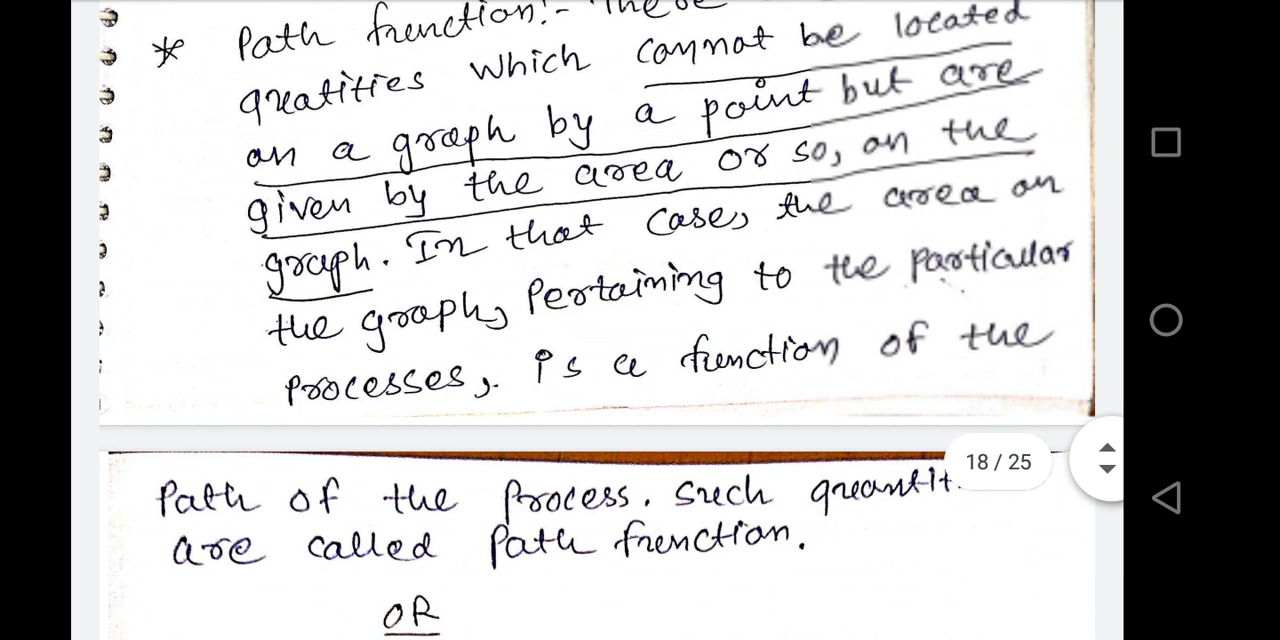 * Path function:- These
quatities which cannot be located
on a graph by a point but are
given by the area or so, on the
graph. In that case, the area on
the graph, Pertaining to the particular
Processes, is a function of the
18 / 25
Path of the Process. Such quantit
are called Path function.
OR